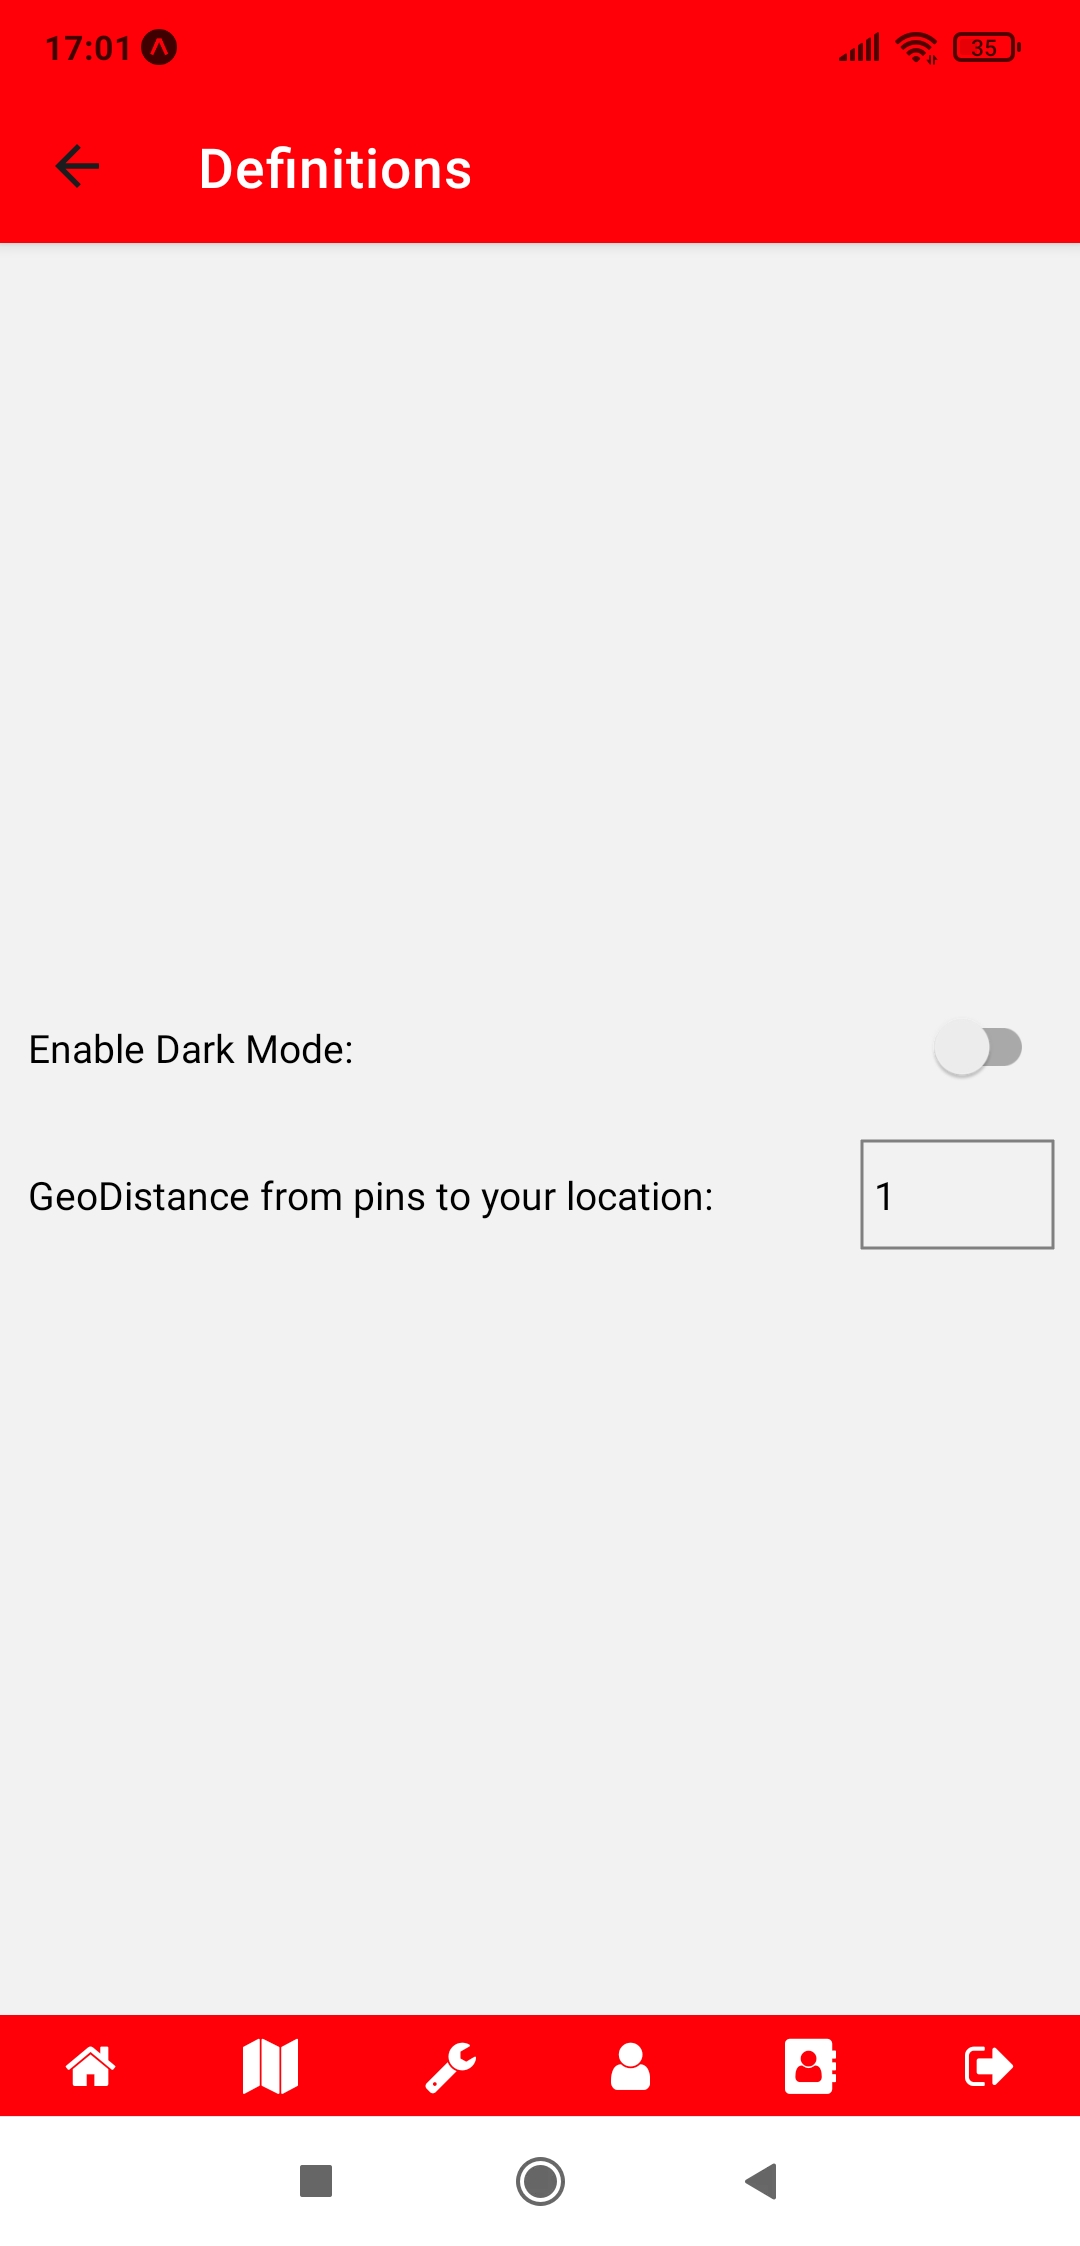 17:01
35
Definitions
Enable Dark Mode:
GeoDistance from pins to your location:
1